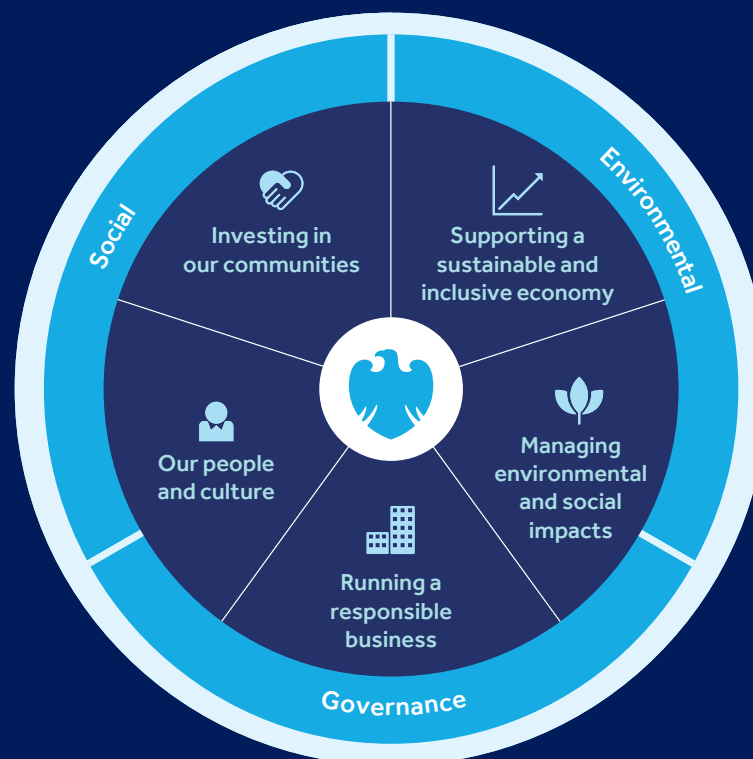 Social
Environmental
Investing in
our communities
Supporting a
sustainable and
inclusive economy
Our people
and culture
Managing
environmental
and social
impacts
Running a
responsible
business
Governance